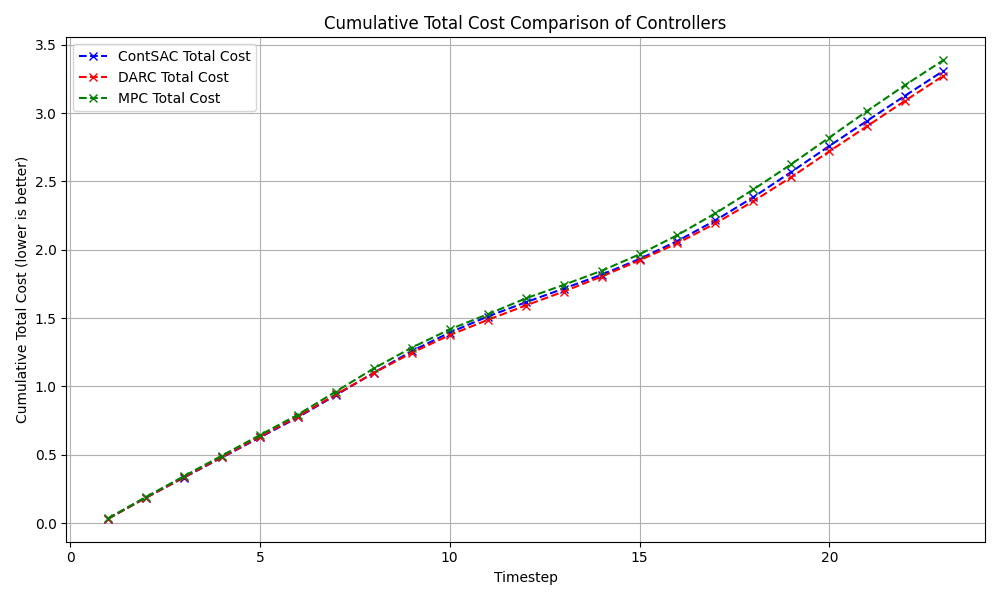 Cumulative Total Cost Comparison of Controllers
ContSAC Total Cost
DARC Total Cost
MPC Total Cost
Cumulative Total Cost (lower is better)
3.5
3.0
2.5
2.0
1.5
1.0
0.5
0.0
0
5
10
15
20
Timestep